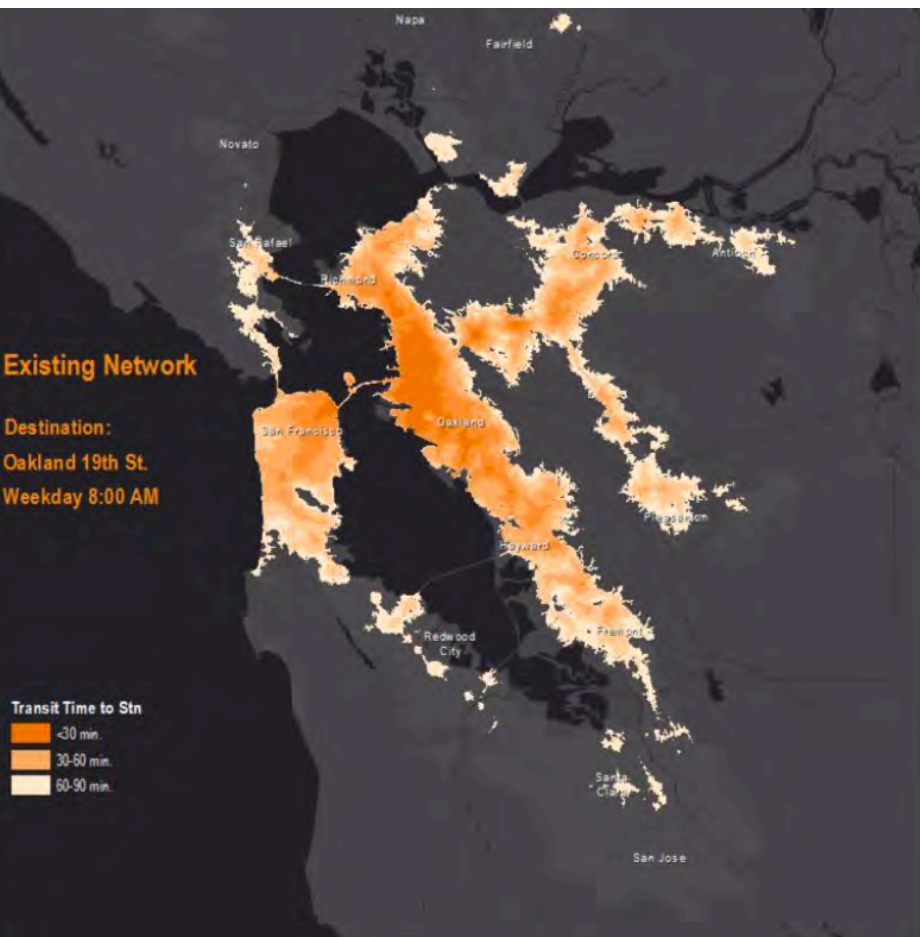 Napa
Fairfield
Novato
San Rafael
Richmond
Concord
Antioch
Existing Network
Destination:
Oakland 19th St.
Weekday 8:00 AM
San Francisco
Oakland
Pleasanton
Hayward
Fremont
Redwood
City
Transit Time to Stn
<30 min.
30-60 min.
60-90 min.
Santa
Clara
San Jose